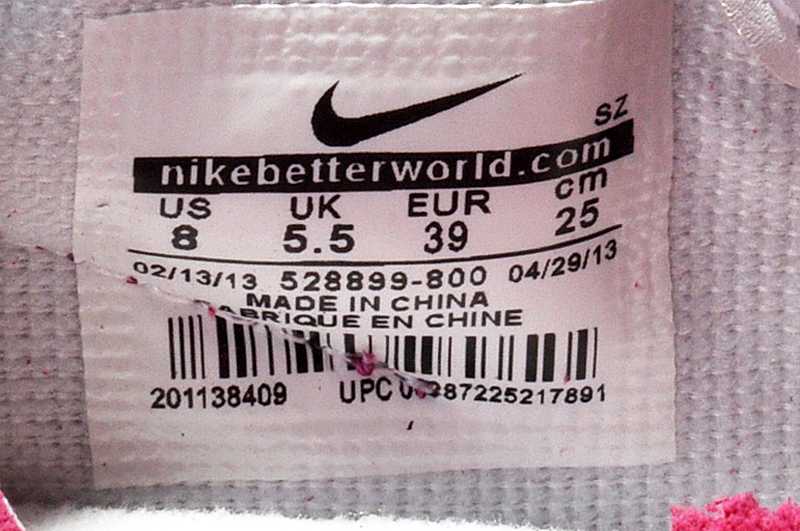 SZ
nikebetterworld.com
US UK EUR cm
8 5.5 39 25
02/13/13 528899-800 04/29/13
MADE IN CHINA
FABRIQUE EN CHINE
201138409 UPC